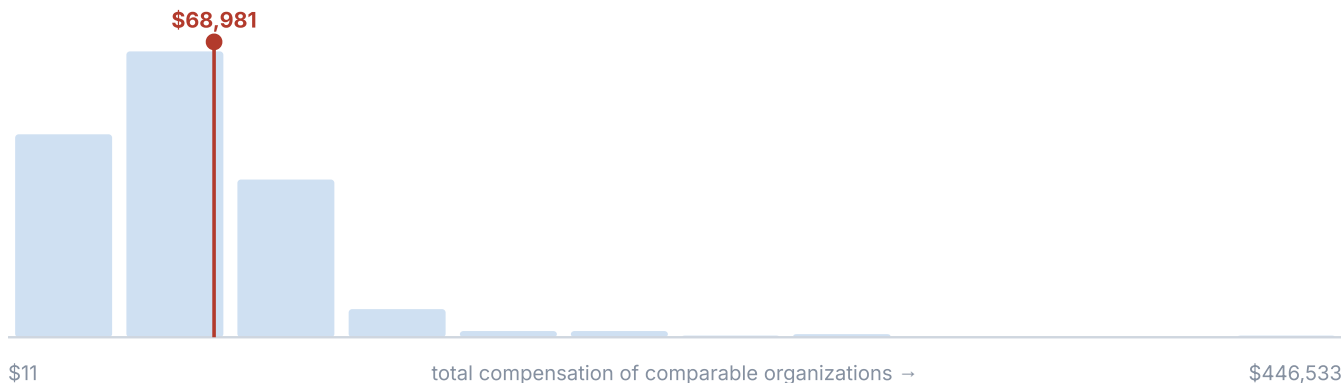 $68,981
$11 total compensation of comparable organizations → $446,533